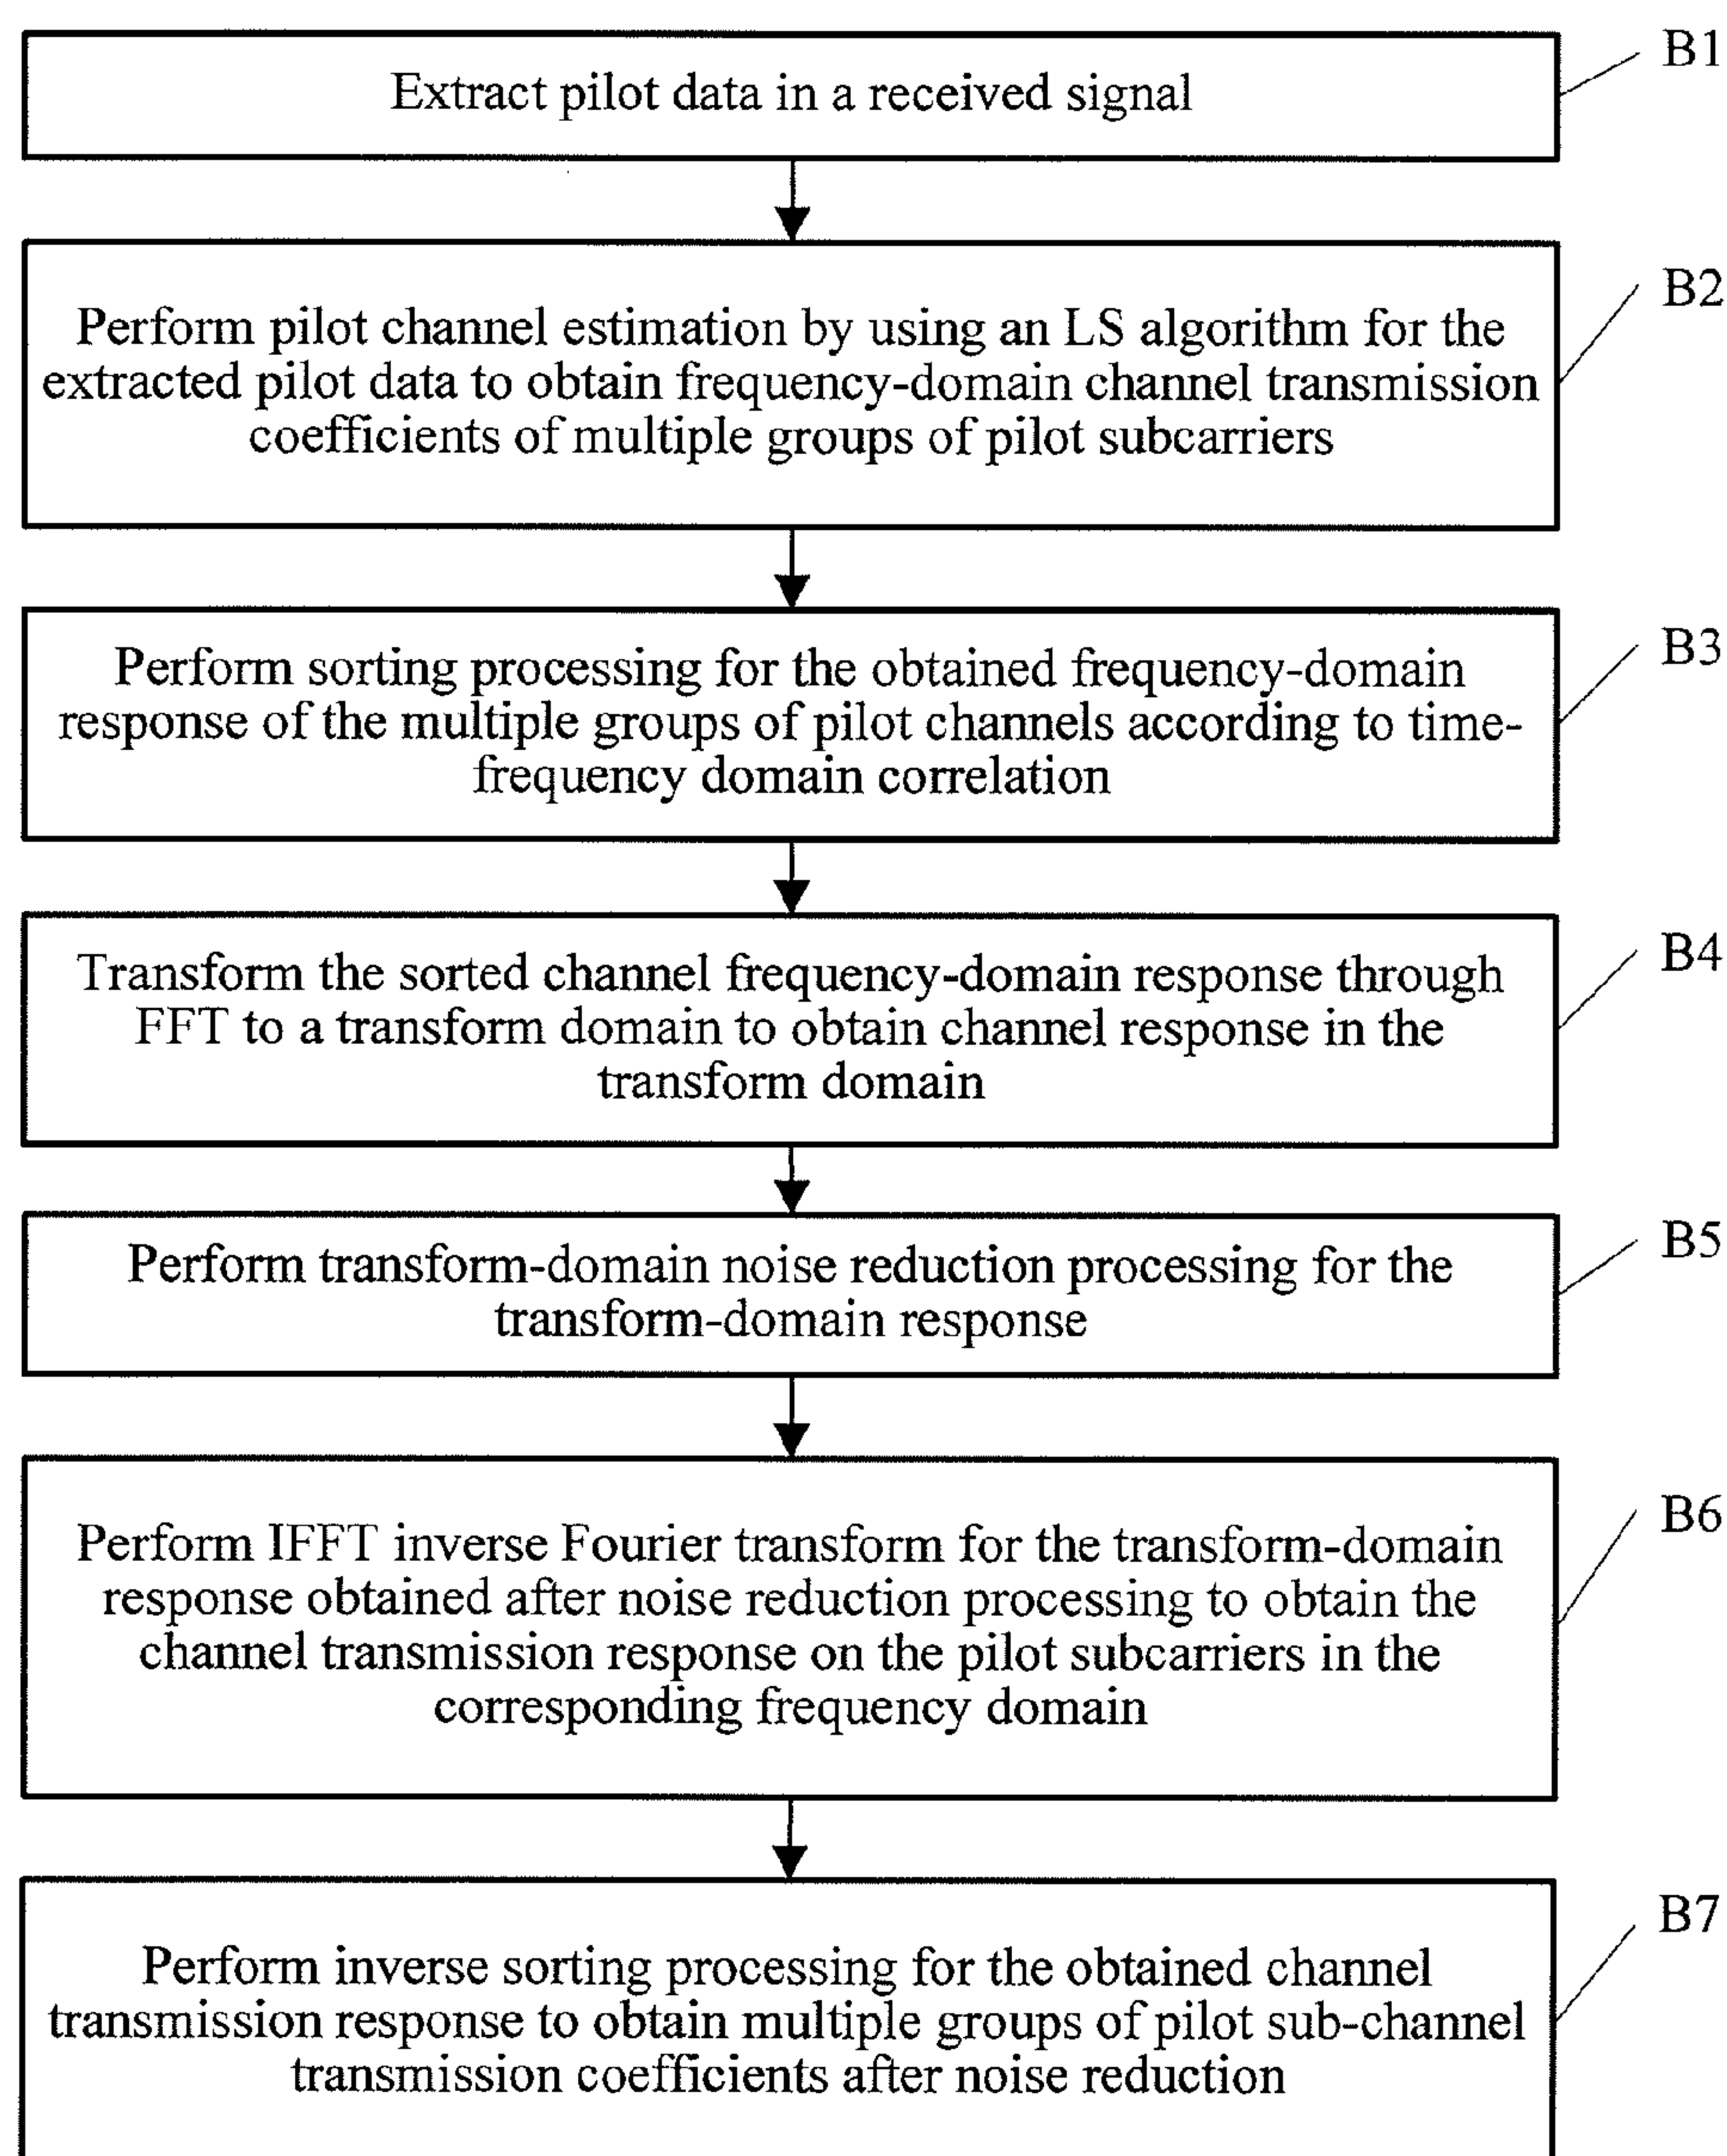 B1
Extract pilot data in a received signal
B2
Perform pilot channel estimation by using an LS algorithm for the
extracted pilot data to obtain frequency-domain channel transmission
coefficients of multiple groups of pilot subcarriers
B3
Perform sorting processing for the obtained frequency-domain
response of the multiple groups of pilot channels according to time-
frequency domain correlation
B4
Transform the sorted channel frequency-domain response through
FFT to a transform domain to obtain channel response in the
transform domain
B5
Perform transform-domain noise reduction processing for the
transform-domain response
B6
Perform IFFT inverse Fourier transform for the transform-domain
response obtained after noise reduction processing to obtain the
channel transmission response on the pilot subcarriers in the
corresponding frequency domain
B7
Perform inverse sorting processing for the obtained channel
transmission response to obtain multiple groups of pilot sub-channel
transmission coefficients after noise reduction